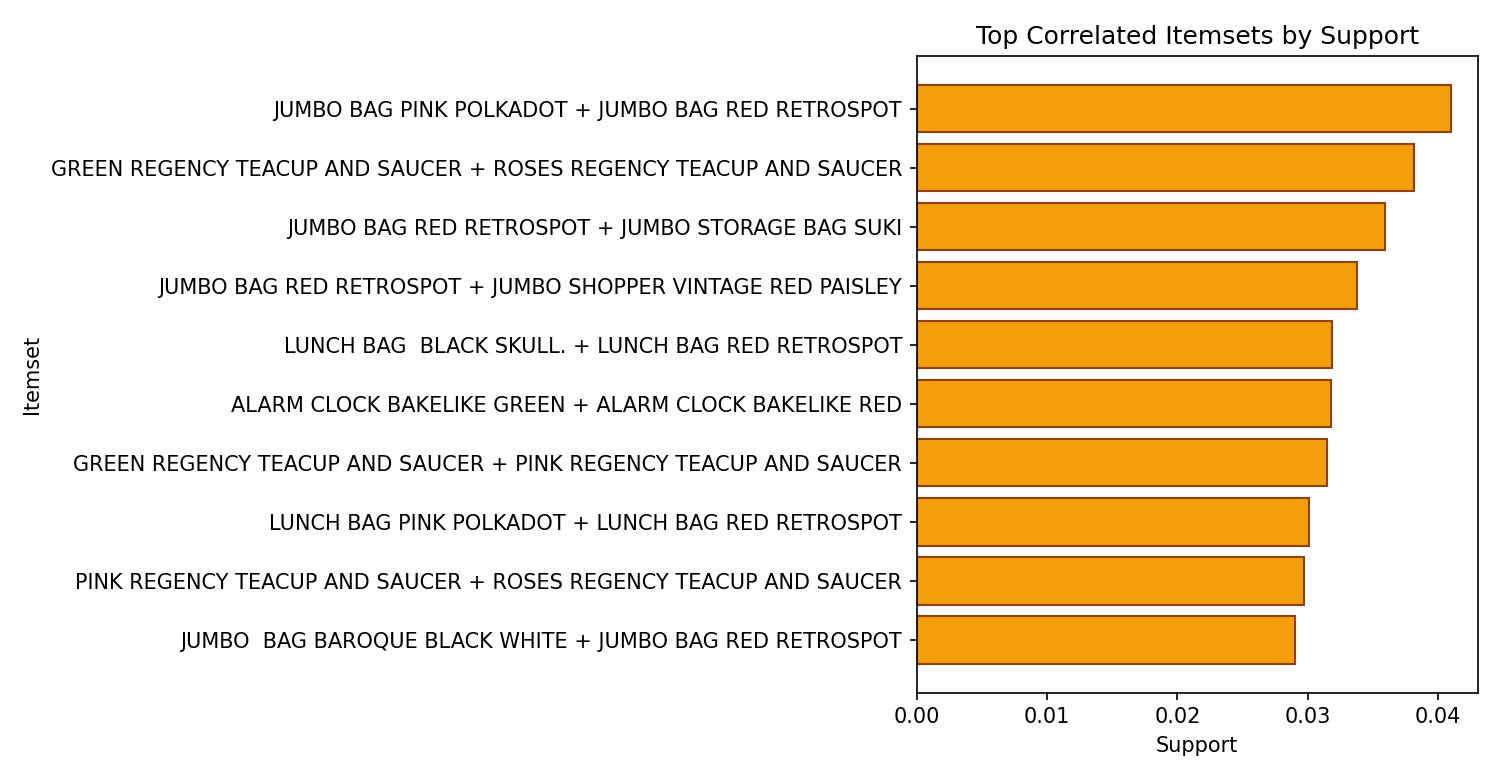 Top Correlated Itemsets by Support
JUMBO BAG PINK POLKADOT + JUMBO BAG RED RETROSPOT
GREEN REGENCY TEACUP AND SAUCER + ROSES REGENCY TEACUP AND SAUCER
JUMBO BAG RED RETROSPOT + JUMBO STORAGE BAG SUKI
JUMBO BAG RED RETROSPOT + JUMBO SHOPPER VINTAGE RED PAISLEY
LUNCH BAG  BLACK SKULL. + LUNCH BAG RED RETROSPOT
ALARM CLOCK BAKELIKE GREEN + ALARM CLOCK BAKELIKE RED
GREEN REGENCY TEACUP AND SAUCER + PINK REGENCY TEACUP AND SAUCER
LUNCH BAG PINK POLKADOT + LUNCH BAG RED RETROSPOT
PINK REGENCY TEACUP AND SAUCER + ROSES REGENCY TEACUP AND SAUCER
JUMBO  BAG BAROQUE BLACK WHITE + JUMBO BAG RED RETROSPOT
Itemset
0.00 0.01 0.02 0.03 0.04
Support